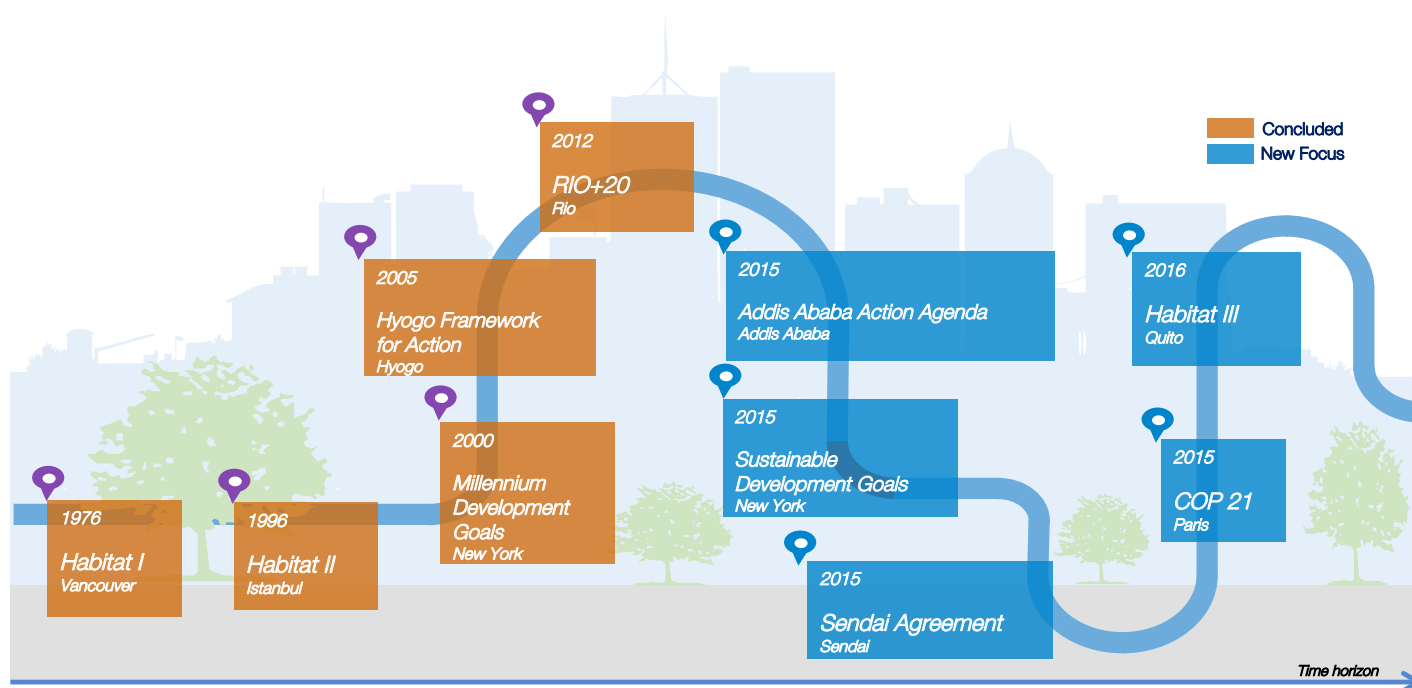 Concluded
New Focus
1976
Habitat I
Vancouver
1996
Habitat II
Istanbul
2000
Millennium
Development
Goals
New York
2005
Hyogo Framework
for Action
Hyogo
2012
RIO+20
Rio
2015
Addis Ababa Action Agenda
Addis Ababa
2015
Sustainable
Development Goals
New York
2015
Sendai Agreement
Sendai
2015
COP 21
Paris
2016
Habitat III
Quito
Time horizon